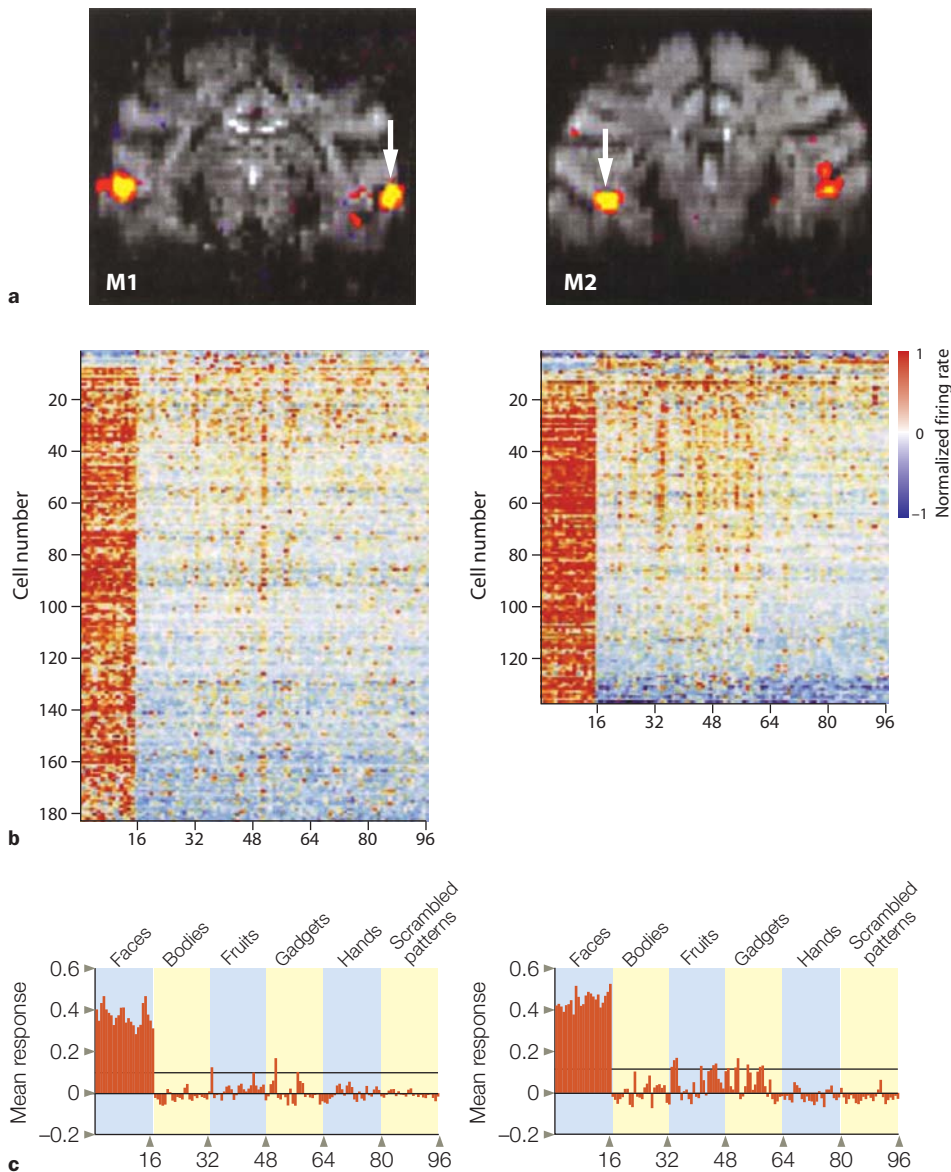 M1
M2
a
Cell number
20
40
60
80
100
120
140
160
180
16 32 48 64 80 96
Cell number
20
40
60
80
100
120
16 32 48 64 80 96
1
0
–1
Normalized firing rate
b
Faces
Bodies
Fruits
Gadgets
Hands
Scrambled
patterns
Mean response
0.6
0.4
0.2
0
–0.2
16 32 48 64 80 96
Faces
Bodies
Fruits
Gadgets
Hands
Scrambled
patterns
Mean response
0.6
0.4
0.2
0
–0.2
16 32 48 64 80 96
c